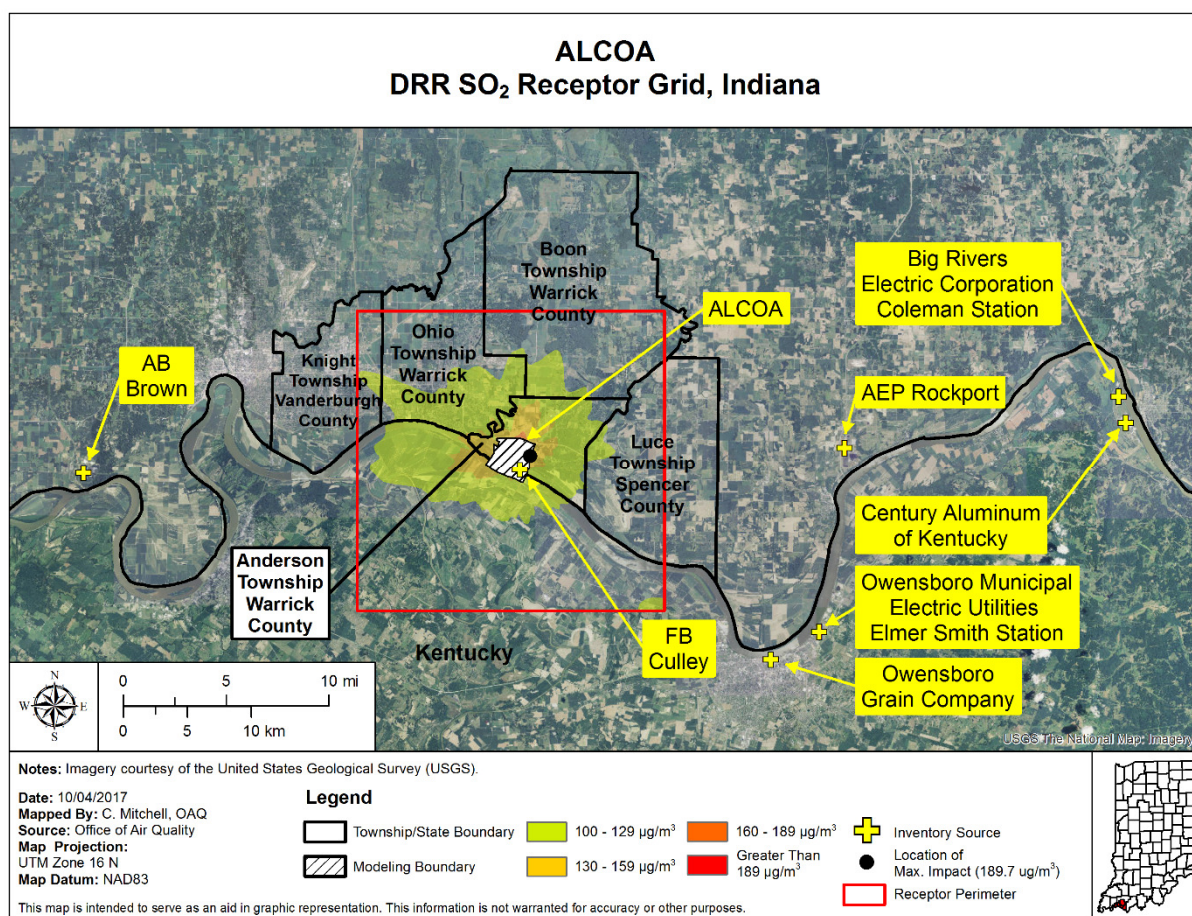 ALCOA
DRR SO₂ Receptor Grid, Indiana
Boon
Township
Warrick
County
Big Rivers
Electric Corporation
Coleman Station
ALCOA
Ohio
Township
Warrick
County
Knight
Township
Vanderburgh
County
AB
Brown
AEP Rockport
Luce
Township
Spencer
County
Century Aluminum
of Kentucky
Anderson
Township
Warrick
County
Owensboro Municipal
Electric Utilities
Elmer Smith Station
FB
Culley
Kentucky
Owensboro
Grain Company
N
W E
S
0 5 10 mi
0 5 10 km
USGS The National Map: Imagery
Notes: Imagery courtesy of the United States Geological Survey (USGS).
Date: 10/04/2017
Mapped By: C. Mitchell, OAQ
Source: Office of Air Quality
Map Projection:
UTM Zone 16 N
Map Datum: NAD83
This map is intended to serve as an aid in graphic representation. This information is not warranted for accuracy or other purposes.
Legend
Township/State Boundary
Modeling Boundary
100 - 129 µg/m³
130 - 159 µg/m³
160 - 189 µg/m³
Greater Than
189 µg/m³
Inventory Source
Location of
Max. Impact (189.7 ug/m³)
Receptor Perimeter